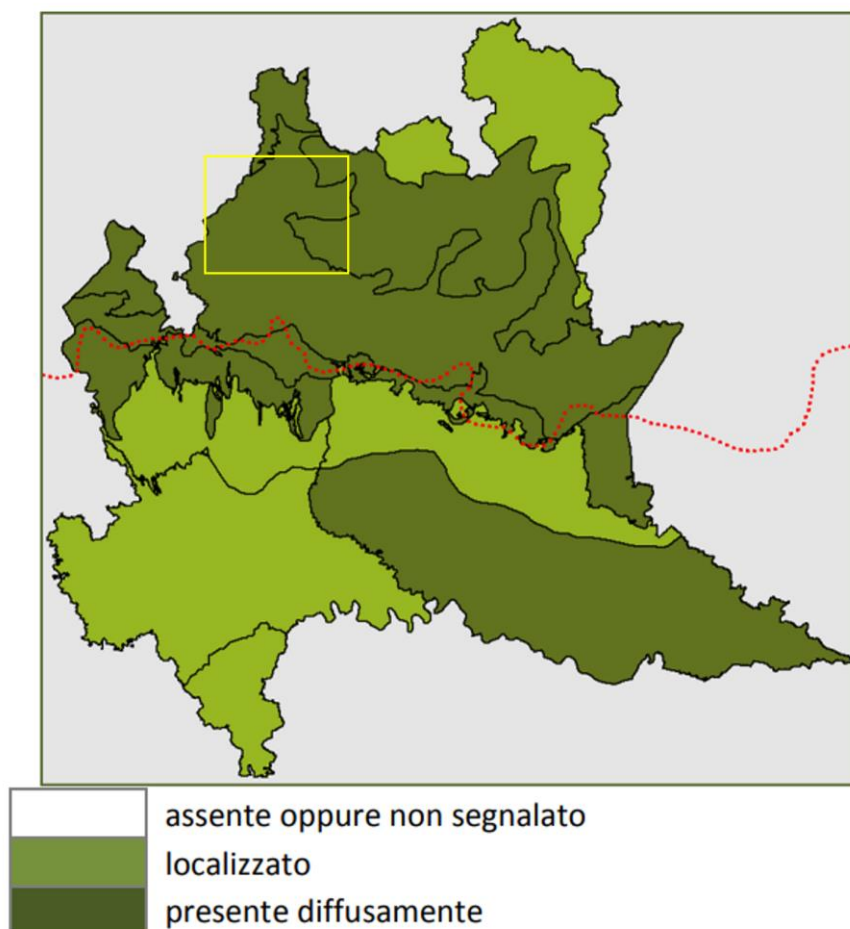 assente oppure non segnalato
localizzato
presente diffusamente